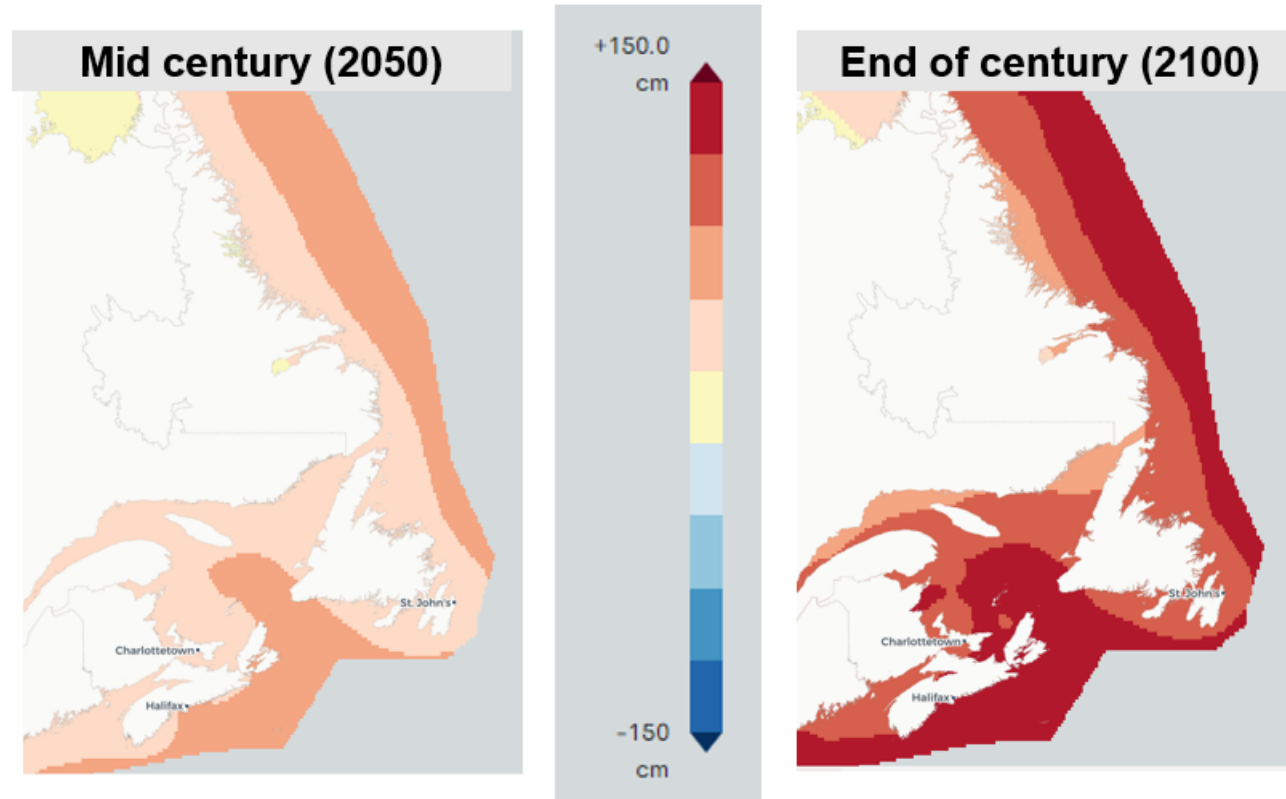 Mid century (2050)
St. John's
Charlottetown
Halifax
+150.0
cm
-150
cm
End of century (2100)
St. John's
Charlottetown
Halifax